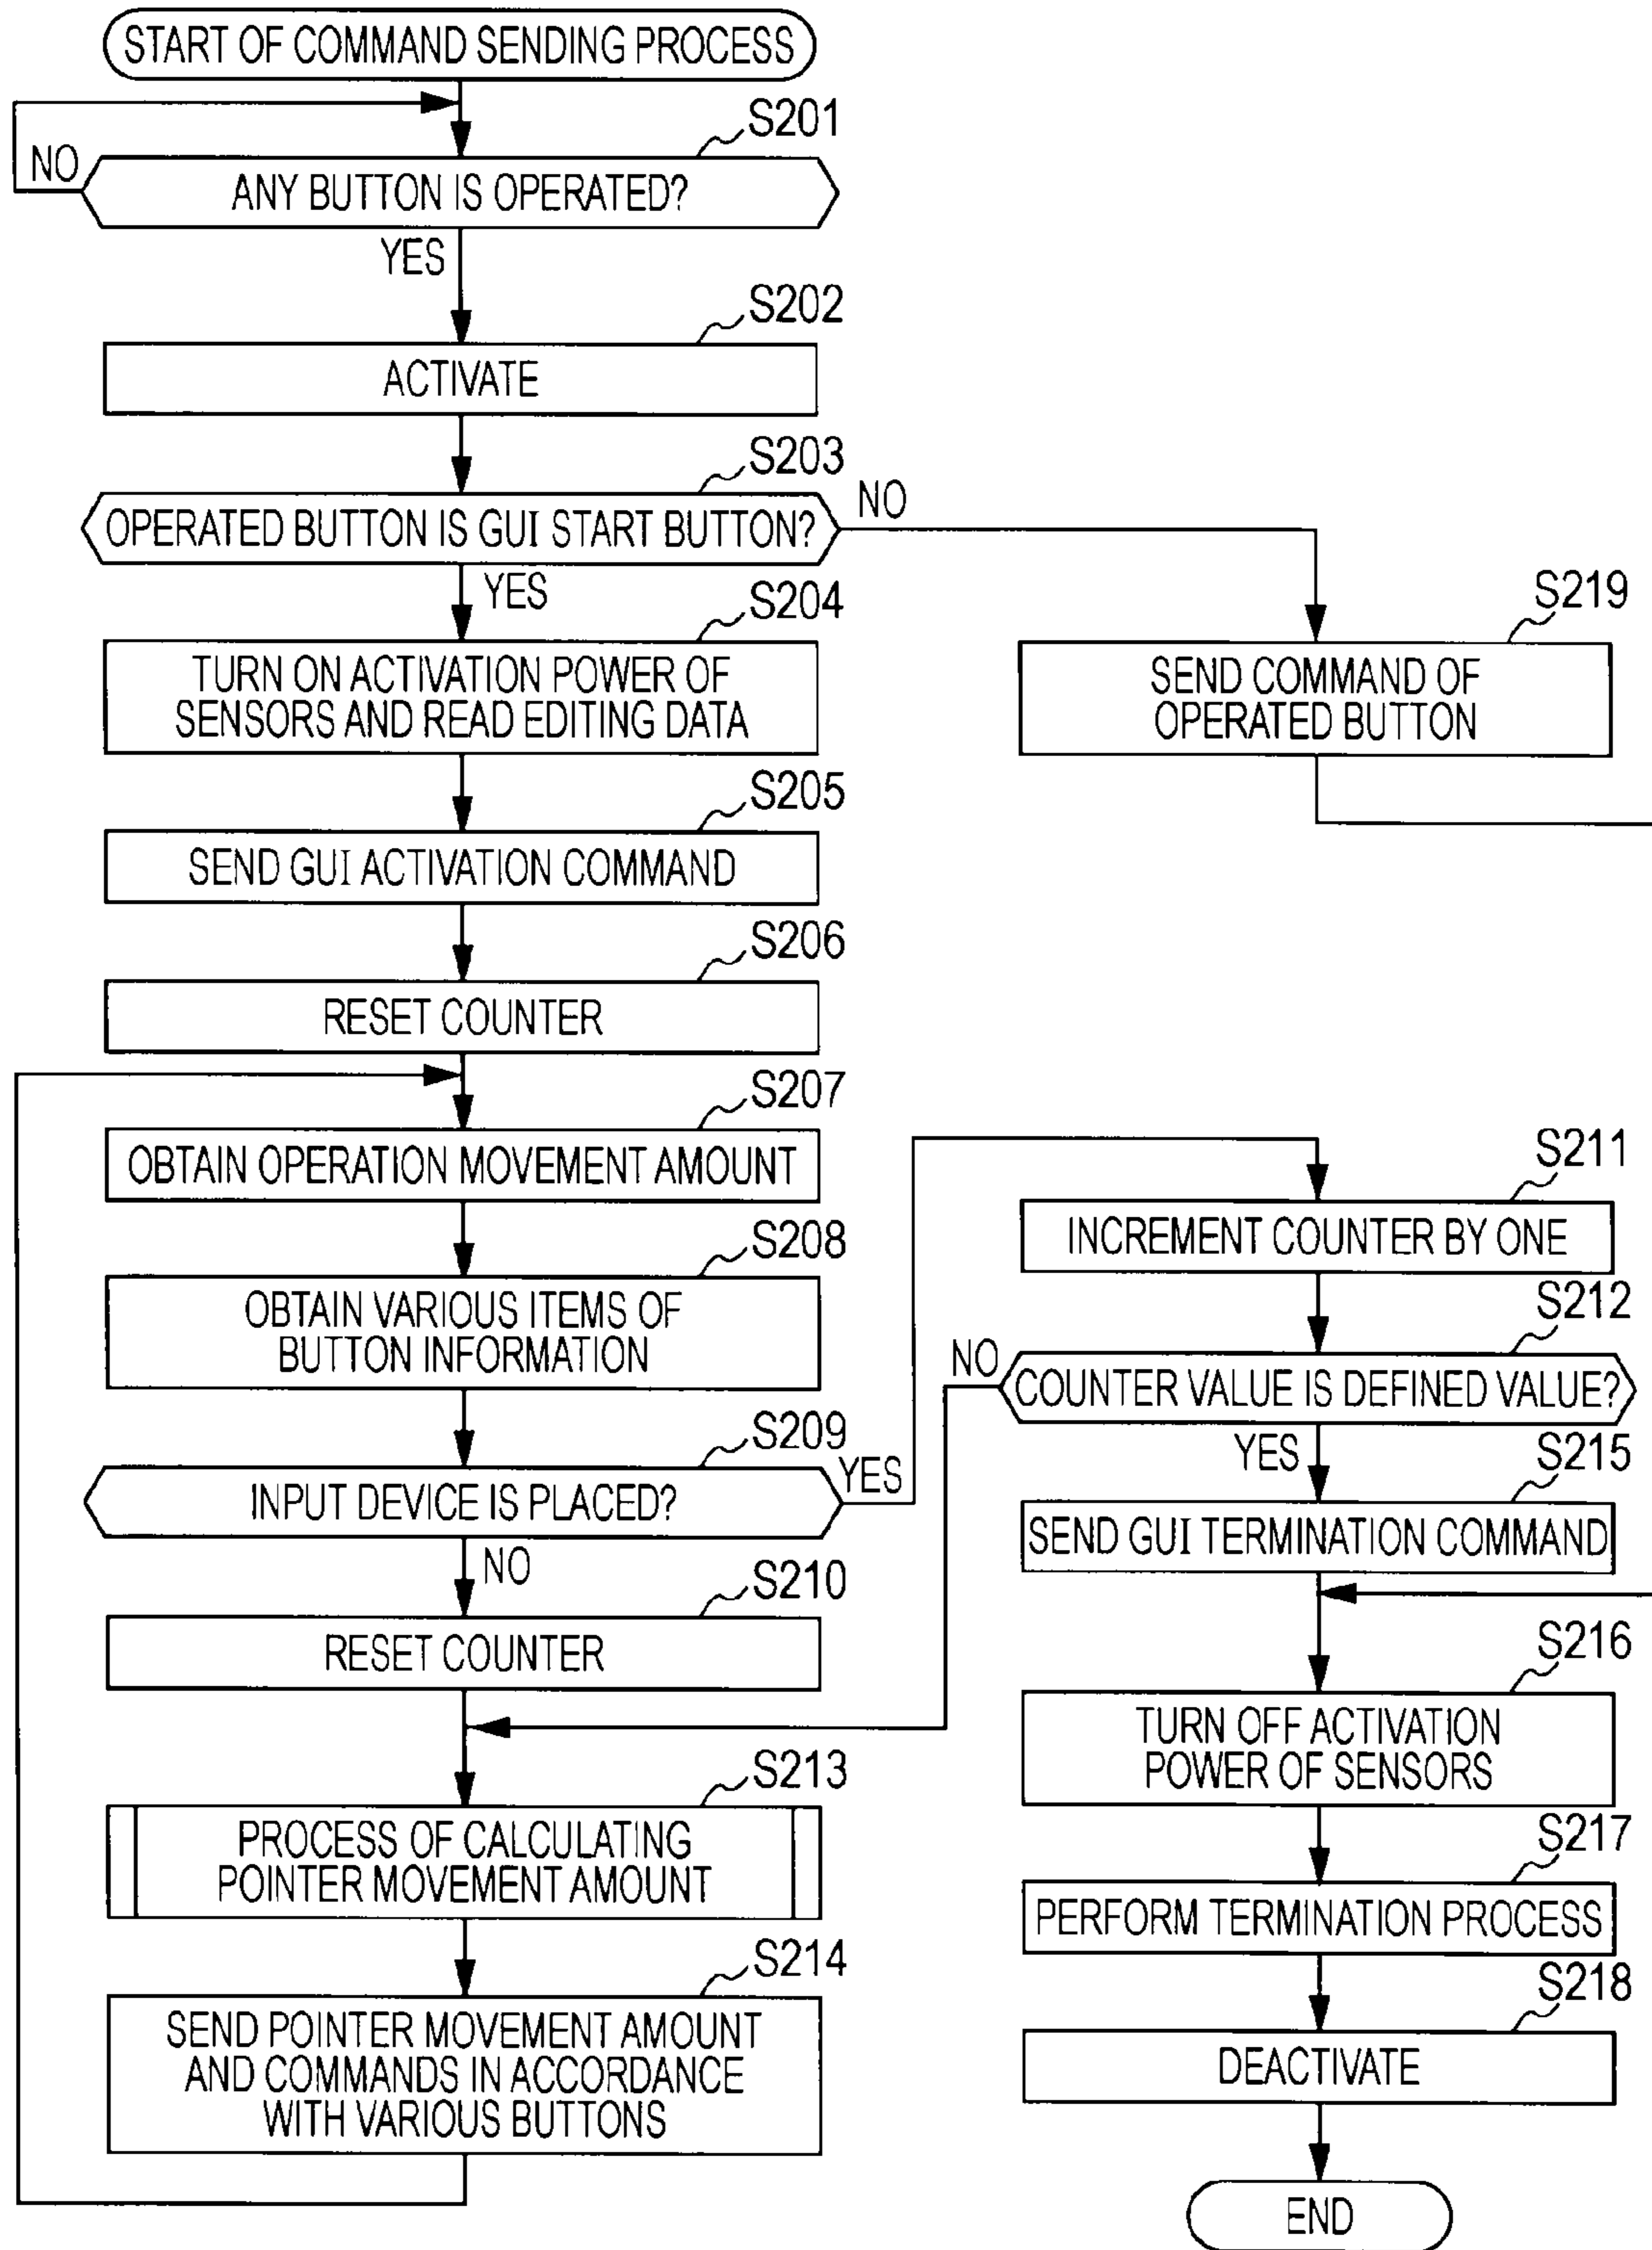 START OF COMMAND SENDING PROCESS
S201
NO
ANY BUTTON IS OPERATED?
YES
S202
ACTIVATE
S203
OPERATED BUTTON IS GUI START BUTTON?
NO
YES
S204
TURN ON ACTIVATION POWER OF
SENSORS AND READ EDITING DATA
S219
SEND COMMAND OF
OPERATED BUTTON
S205
SEND GUI ACTIVATION COMMAND
S206
RESET COUNTER
S207
OBTAIN OPERATION MOVEMENT AMOUNT
S208
OBTAIN VARIOUS ITEMS OF
BUTTON INFORMATION
S209
INPUT DEVICE IS PLACED?
YES
NO
S210
RESET COUNTER
S211
INCREMENT COUNTER BY ONE
S212
NO
COUNTER VALUE IS DEFINED VALUE?
YES
S215
SEND GUI TERMINATION COMMAND
S213
PROCESS OF CALCULATING
POINTER MOVEMENT AMOUNT
S214
SEND POINTER MOVEMENT AMOUNT
AND COMMANDS IN ACCORDANCE
WITH VARIOUS BUTTONS
S216
TURN OFF ACTIVATION
POWER OF SENSORS
S217
PERFORM TERMINATION PROCESS
S218
DEACTIVATE
END